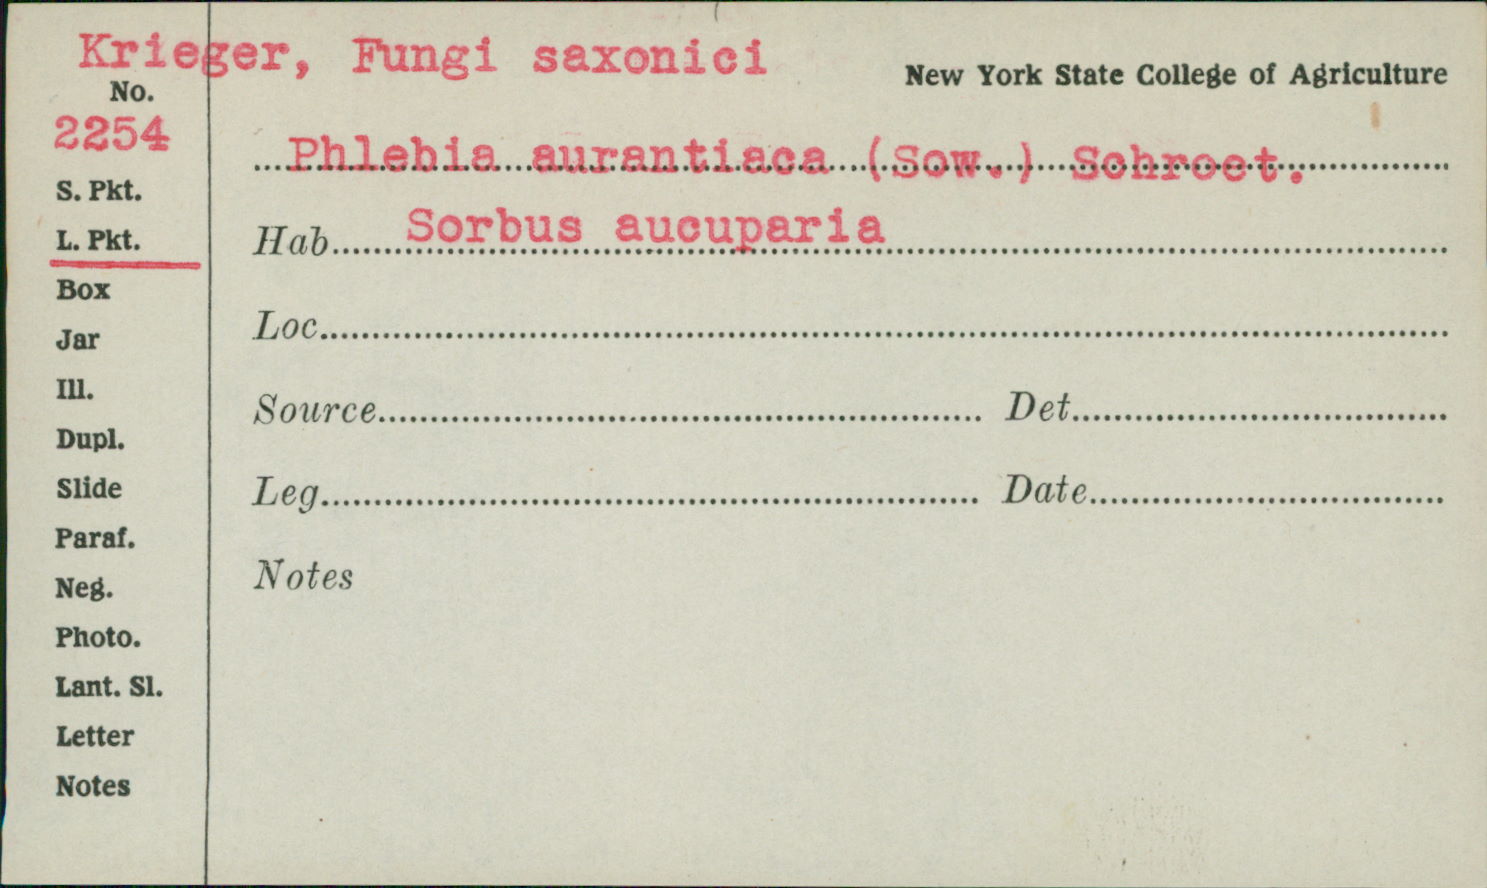 Krieger, Fungi saxonici
New York State College of Agriculture
No.
2254
Phlebia aurantiaca (Sow.) Schroet.
S. Pkt.
Hab. Sorbus aucuparia
L. Pkt.
Box
Loc.
Jar
Ill.
Source Det.
Dupl.
Slide
Leg. Date
Paraf.
Neg.
Notes
Photo.
Lant. Sl.
Letter
Notes